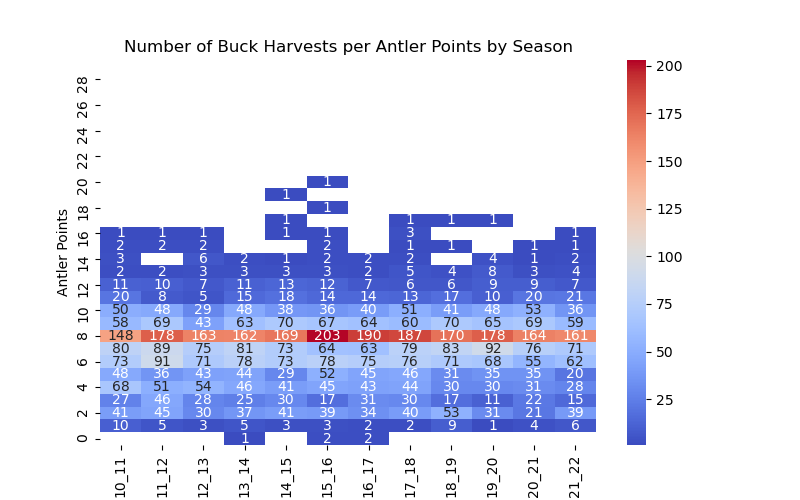 Number of Buck Harvests per Antler Points by Season
Antler Points
28
26
24
22
20 1
1
18 1
1 1 1 1
16 1 1 1 1 1 3 1
2 2 2 2 1 1 1 1
14 3 6 2 1 2 2 2 4 1 2
2 2 3 3 3 3 2 5 4 8 3 4
12 11 10 7 11 13 12 7 6 6 9 9 7
20 8 5 15 18 14 14 13 17 10 20 21
10 50 48 29 48 38 36 40 51 41 48 53 36
58 69 43 63 70 67 64 60 70 65 69 59
8 148 178 163 162 169 203 190 187 170 178 164 161
80 89 75 81 73 64 63 79 83 92 76 71
6 73 91 71 78 73 78 75 76 71 68 55 62
48 36 43 44 29 52 45 46 31 35 35 20
4 68 51 54 46 41 45 43 44 30 30 31 28
27 46 28 25 30 17 31 30 17 11 22 15
2 41 45 30 37 41 39 34 40 53 31 21 39
10 5 3 5 3 3 2 2 9 1 4 6
0 1 2 2
10_11 11_12 12_13 13_14 14_15 15_16 16_17 17_18 18_19 19_20 20_21 21_22
200
175
150
125
100
75
50
25